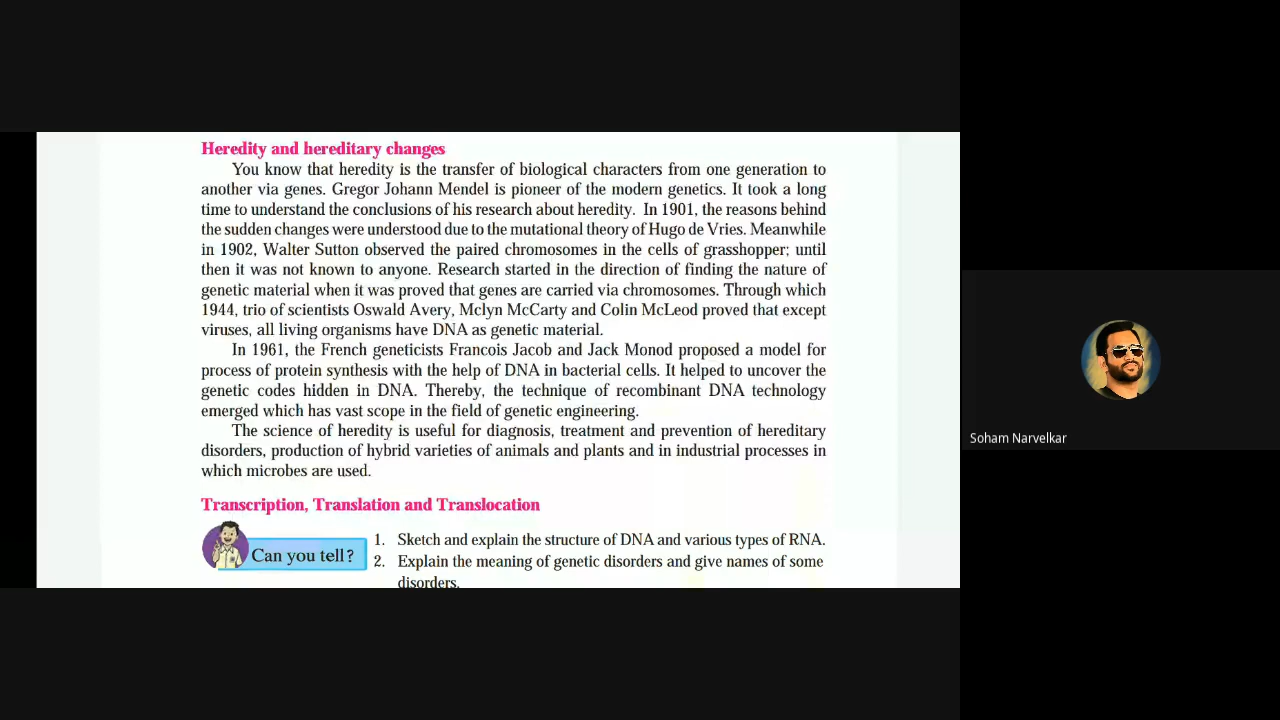 Heredity and hereditary changes
You know that heredity is the transfer of biological characters from one generation to
another via genes. Gregor Johann Mendel is pioneer of the modern genetics. It took a long
time to understand the conclusions of his research about heredity. In 1901, the reasons behind
the sudden changes were understood due to the mutational theory of Hugo de Vries. Meanwhile
in 1902, Walter Sutton observed the paired chromosomes in the cells of grasshopper; until
then it was not known to anyone. Research started in the direction of finding the nature of
genetic material when it was proved that genes are carried via chromosomes. Through which
1944, trio of scientists Oswald Avery, Mclyn McCarty and Colin McLeod proved that except
viruses, all living organisms have DNA as genetic material.
In 1961, the French geneticists Francois Jacob and Jack Monod proposed a model for
process of protein synthesis with the help of DNA in bacterial cells. It helped to uncover the
genetic codes hidden in DNA. Thereby, the technique of recombinant DNA technology
emerged which has vast scope in the field of genetic engineering.
The science of heredity is useful for diagnosis, treatment and prevention of hereditary
disorders, production of hybrid varieties of animals and plants and in industrial processes in
which microbes are used.
Transcription, Translation and Translocation
Can you tell?
1. Sketch and explain the structure of DNA and various types of RNA.
2. Explain the meaning of genetic disorders and give names of some
disorders.
Soham Narvelkar